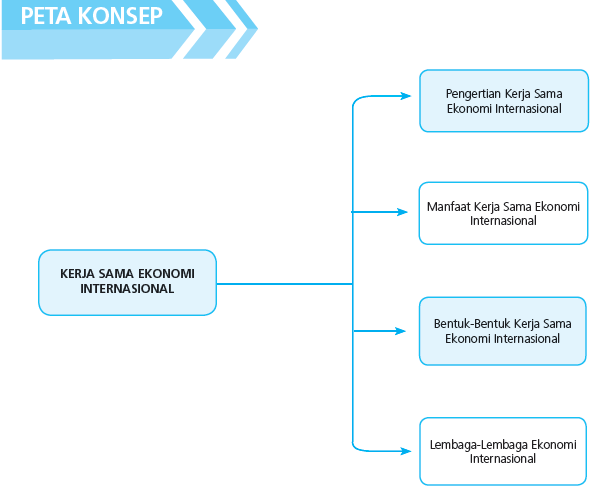 PETA KONSEP
Pengertian Kerja Sama
Ekonomi Internasional
Manfaat Kerja Sama Ekonomi
Internasional
KERJA SAMA EKONOMI
INTERNASIONAL
Bentuk-Bentuk Kerja Sama
Ekonomi Internasional
Lembaga-Lembaga Ekonomi
Internasional